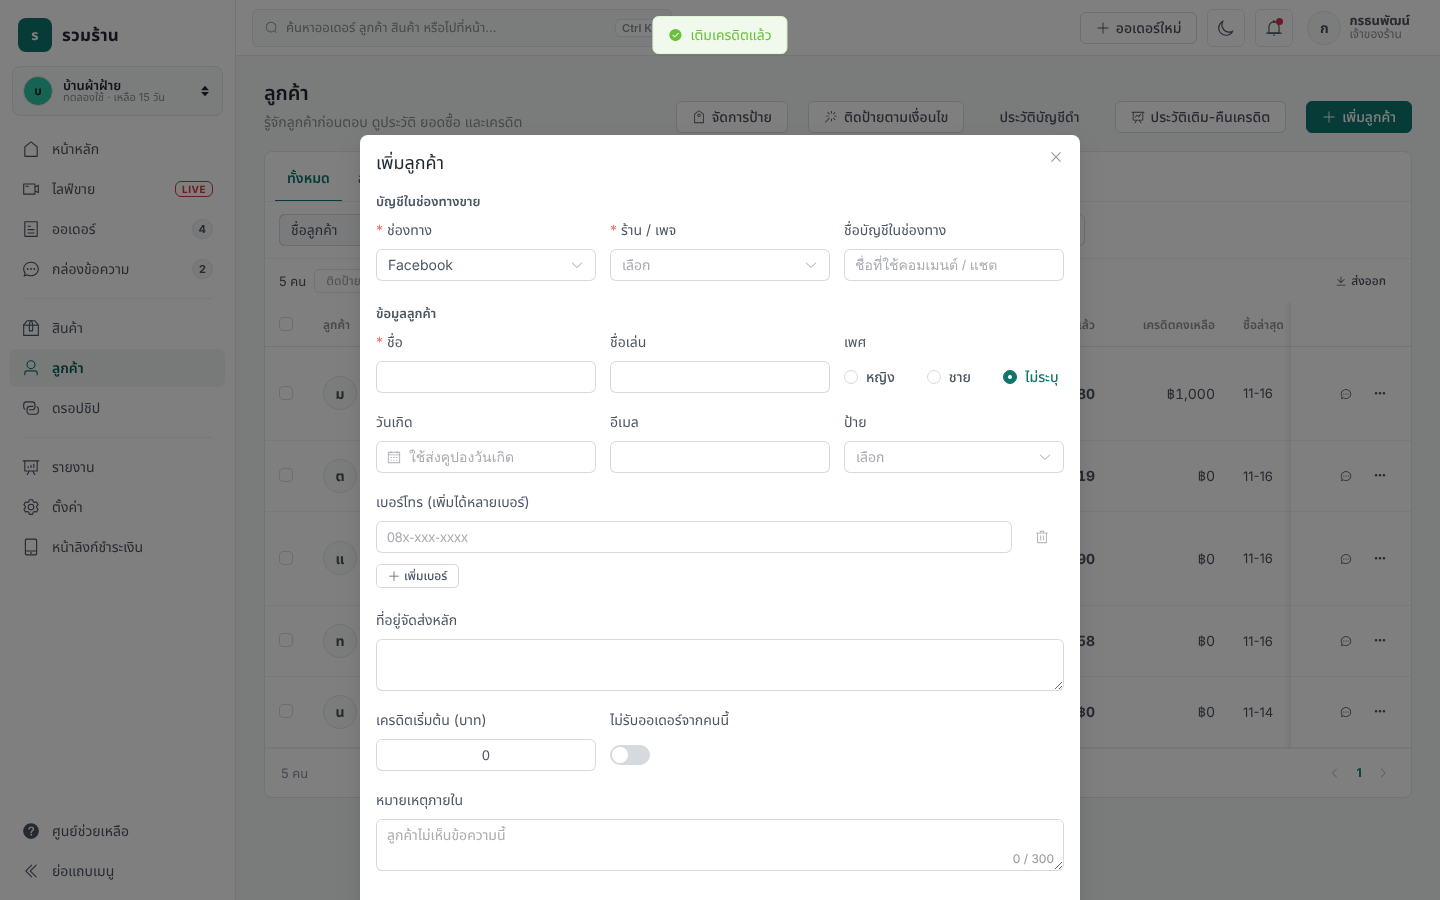 s รวมร้าน
บ บ้านผ้าฝ้าย
ทดลองใช้ · เหลือ 15 วัน
หน้าหลัก
ไลฟ์ขาย LIVE
ออเดอร์ 4
กล่องข้อความ 2
สินค้า
ลูกค้า
ดรอปชิป
รายงาน
ตั้งค่า
หน้าลิงก์ชำระเงิน
ศูนย์ช่วยเหลือ
ย่อแถบเมนู
ค้นหาออเดอร์ ลูกค้า สินค้า หรือไปที่หน้า...
เติมเครดิตแล้ว
ออเดอร์ใหม่
ก กรธนพัฒน์
เจ้าของร้าน
ลูกค้า
รู้จักลูกค้าก่อนตอบ ดูประวัติ ยอดซื้อ และเครดิต
จัดการป้าย ติดป้ายตามเงื่อนไข ประวัติบัญชีดำ ประวัติเติม-คืนเครดิต เพิ่มลูกค้า
ทั้งหมด
ชื่อลูกค้า
5 คน ติดป้าย ส่งออก
ลูกค้า เครดิตคงเหลือ ซื้อล่าสุด
ม ฿1,000 11-16
ต 19 ฿0 11-16
แ 90 ฿0 11-16
ท 58 ฿0 11-16
น ฿0 ฿0 11-14
5 คน 1
เพิ่มลูกค้า
บัญชีในช่องทางขาย
* ช่องทาง * ร้าน / เพจ ชื่อบัญชีในช่องทาง
Facebook เลือก ชื่อที่ใช้คอมเมนต์ / แชต
ข้อมูลลูกค้า
* ชื่อ ชื่อเล่น เพศ
หญิง ชาย ไม่ระบุ
วันเกิด อีเมล ป้าย
ใช้ส่งคูปองวันเกิด เลือก
เบอร์โทร (เพิ่มได้หลายเบอร์)
08x-xxx-xxxx
เพิ่มเบอร์
ที่อยู่จัดส่งหลัก
เครดิตเริ่มต้น (บาท) ไม่รับออเดอร์จากคนนี้
0
หมายเหตุภายใน
ลูกค้าไม่เห็นข้อความนี้
0 / 300